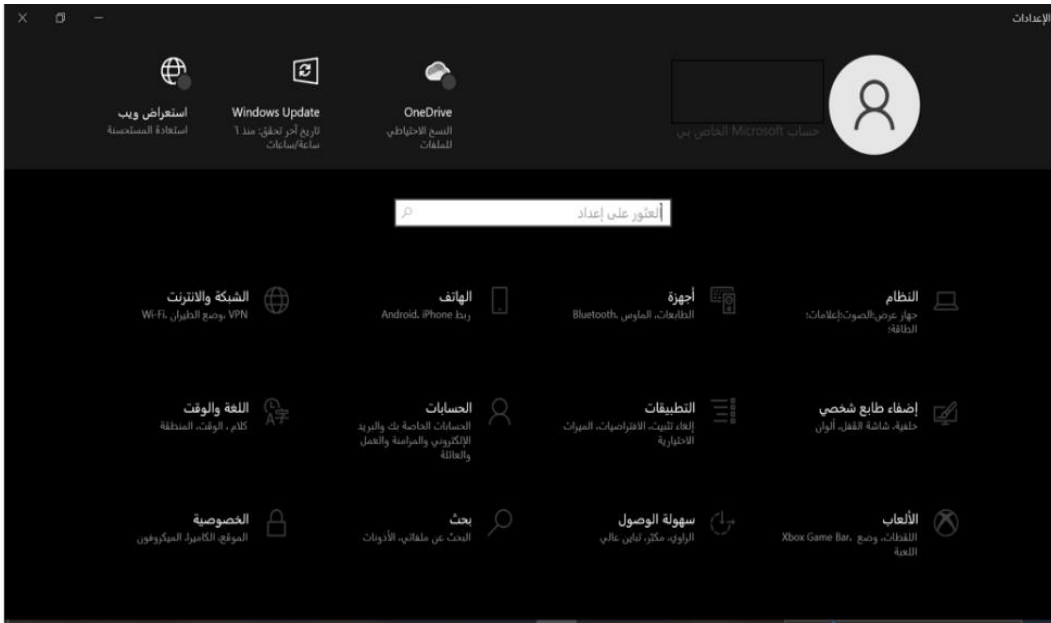 الإعدادات
حساب Microsoft الخاص بي
OneDrive
النسخ الاحتياطي
للملفات
Windows Update
تاريخ آخر تحقق: منذ ٦
ساعة/ساعات
استعراض ويب
استعادة المستحسنة
العثور على إعداد
النظام
جهاز عرض؛الصوت؛إعلامات؛
الطاقة؛
أجهزة
الطابعات، الماوس، Bluetooth
الهاتف
ربط Android، iPhone
الشبكة والانترنت
VPN ،وضع الطيران ،Wi-Fi
إضفاء طابع شخصي
خلفية، شاشة القفل، ألوان
التطبيقات
إلغاء تثبيت، الافتراضيات، الميزات
الاختيارية
الحسابات
الحسابات الخاصة بك والبريد
الإلكتروني والمزامنة والعمل
والعائلة
اللغة والوقت
كلام ، الوقت، المنطقة
الألعاب
اللقطات، وضع ،Xbox Game Bar
اللعبة
سهولة الوصول
الراوي، مكبّر، تباين عالي
بحث
البحث عن ملفاتي، الأذونات
الخصوصية
الموقع، الكاميرا، الميكروفون